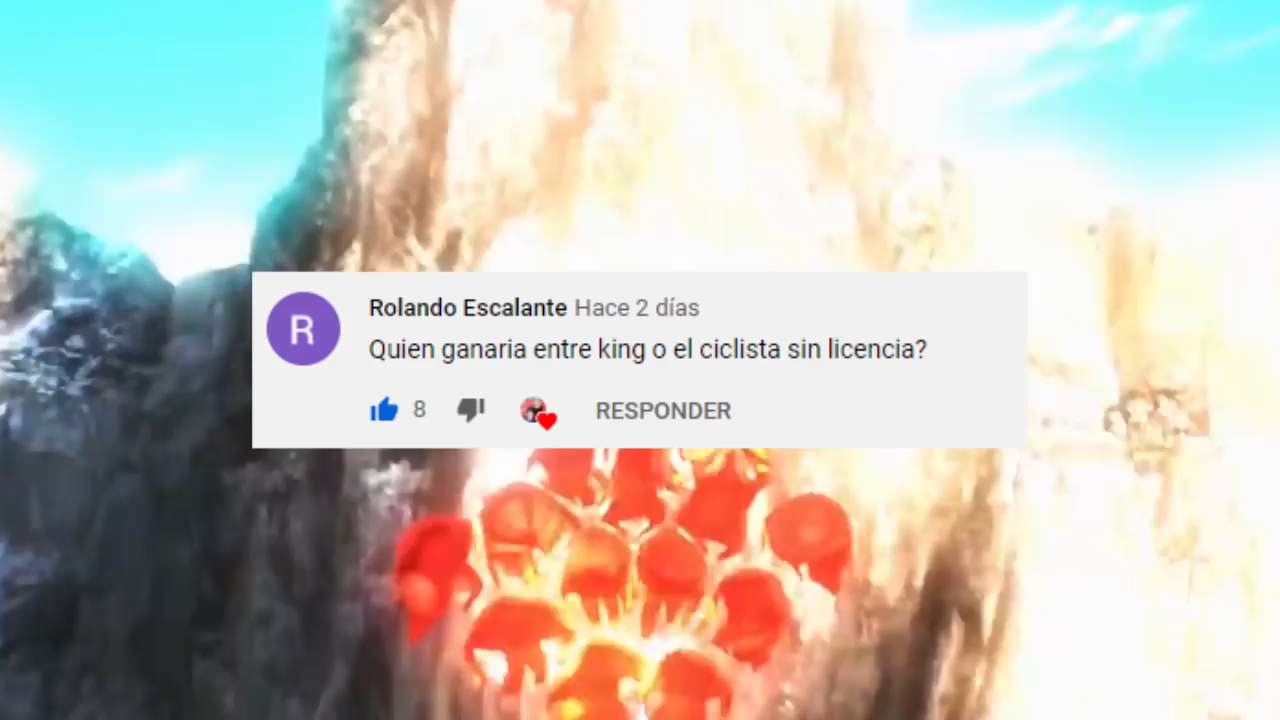 R
Rolando Escalante Hace 2 días
Quien ganaria entre king o el ciclista sin licencia?
8 RESPONDER